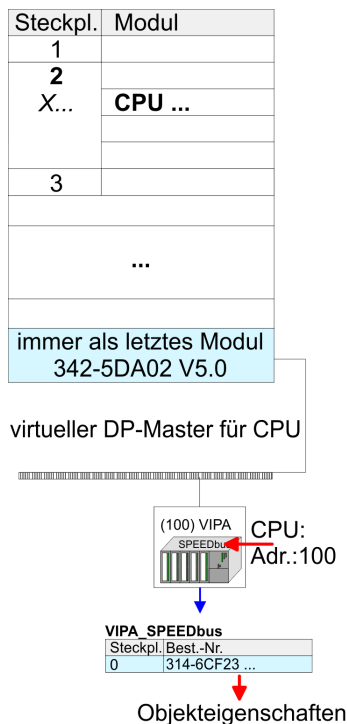 Steckpl. Modul
1
2
X... CPU ...
3
...
immer als letztes Modul
342-5DA02 V5.0
virtueller DP-Master für CPU
(100) VIPA
SPEEDbu
CPU:
Adr.:100
VIPA_SPEEDbus
Steckpl. Best.-Nr.
0 314-6CF23 ...
Objekteigenschaften